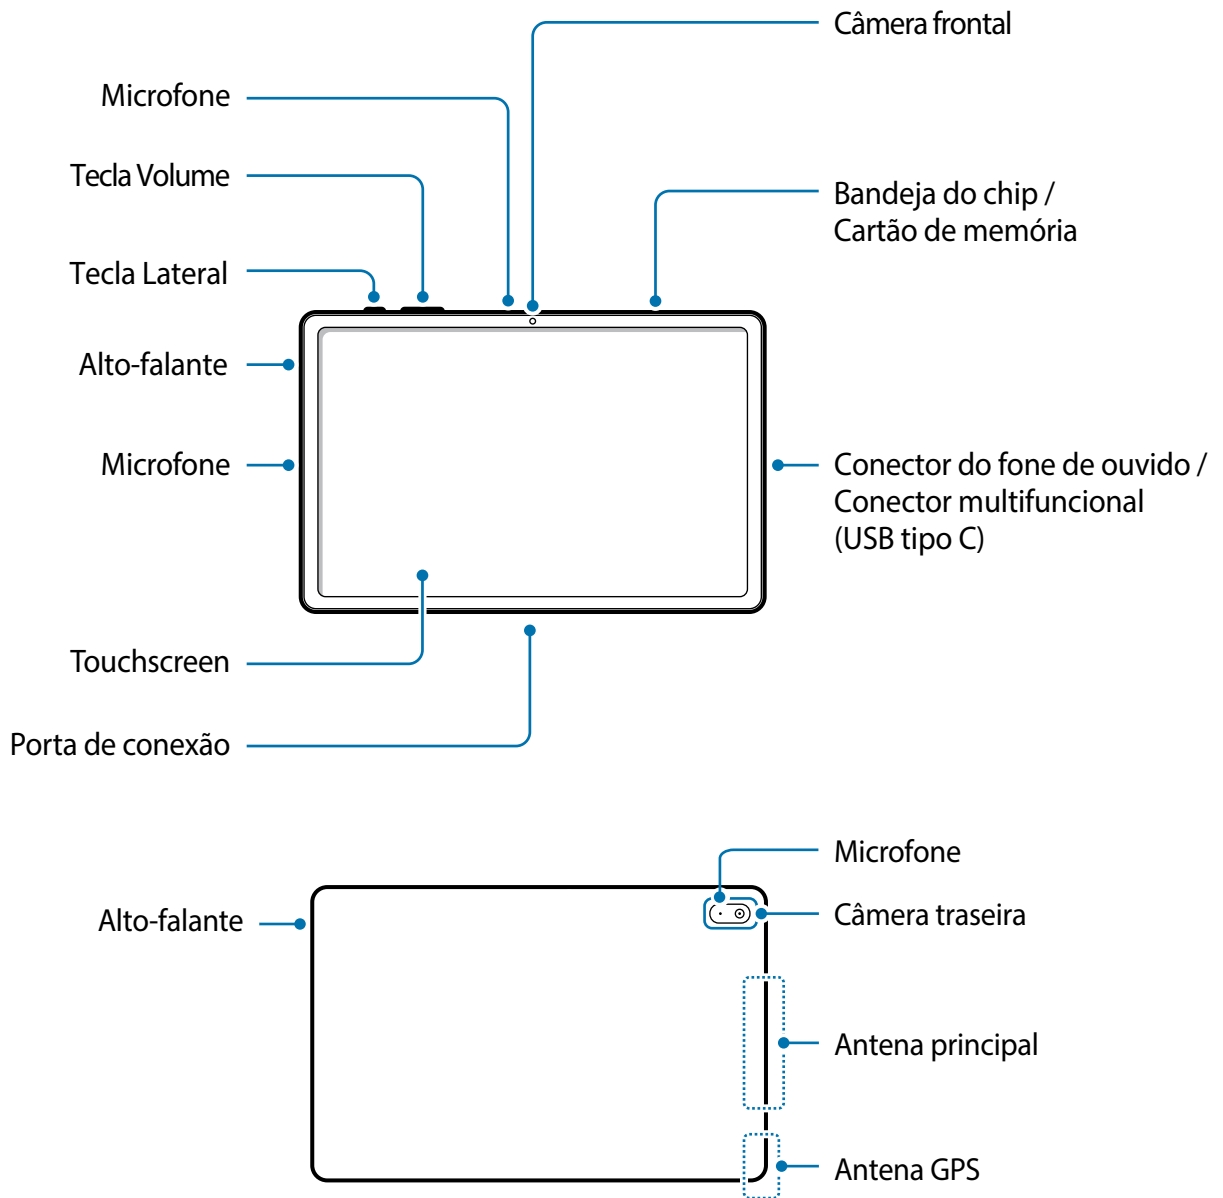 Câmera frontal
Microfone
Tecla Volume
Bandeja do chip /
Cartão de memória
Tecla Lateral
Alto-falante
Microfone
Conector do fone de ouvido /
Conector multifuncional
(USB tipo C)
Touchscreen
Porta de conexão
Microfone
Alto-falante
Câmera traseira
Antena principal
Antena GPS